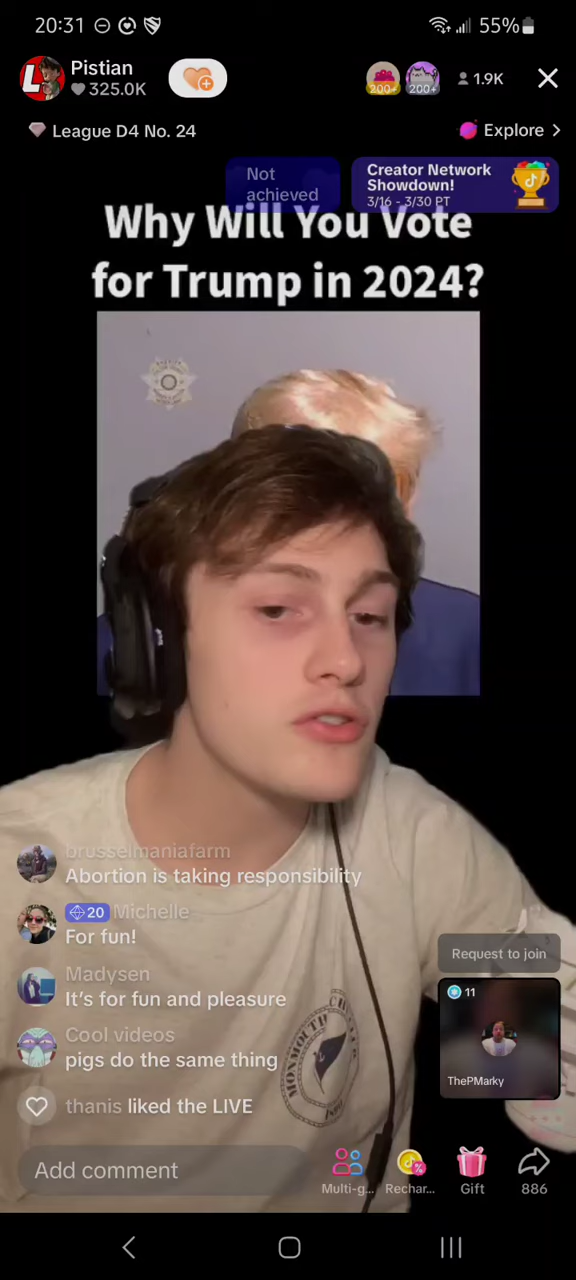 20:31
55%
Pistian
325.0K
200+
200+
1.9K
League D4 No. 24
Explore
Not
achieved
Creator Network
Showdown!
3/16 - 3/30 PT
Why Will You Vote
for Trump in 2024?
brusselmaniafarm
Abortion is taking responsibility
20 Michelle
For fun!
Madysen
It's for fun and pleasure
Cool videos
pigs do the same thing
thanis liked the LIVE
Request to join
11
ThePMarky
MONMOUTH
Add comment
Multi-g...
Rechar...
Gift
886